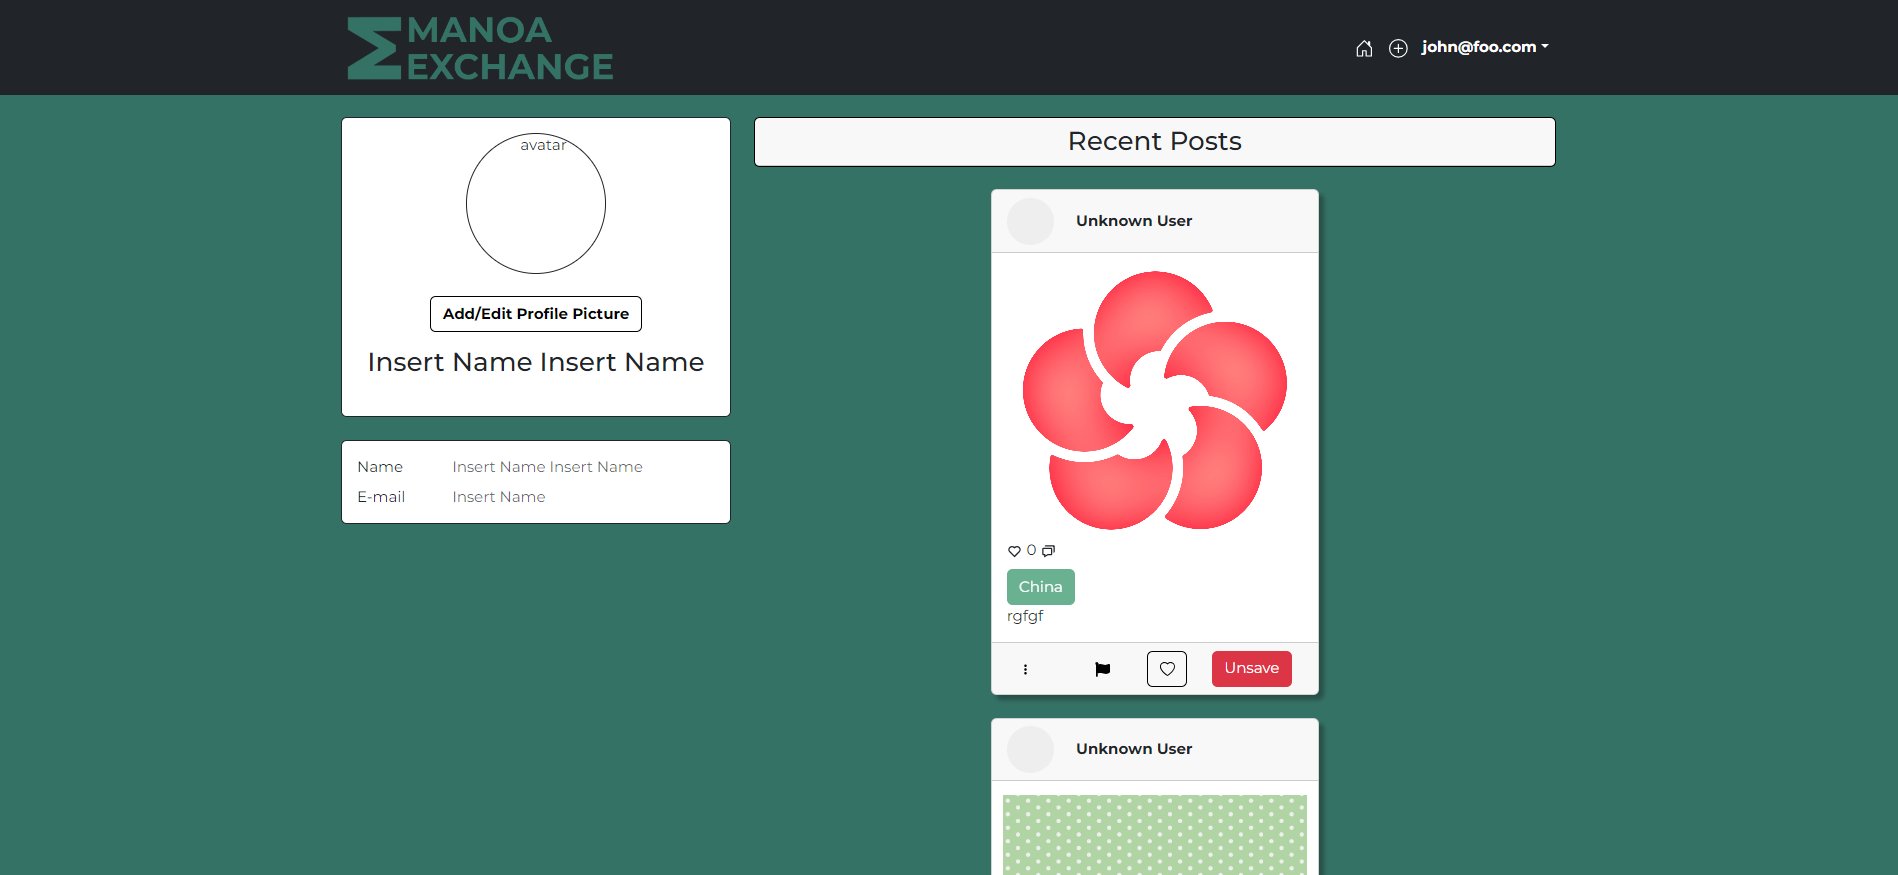 MANOA
EXCHANGE
john@foo.com
avatar
Add/Edit Profile Picture
Insert Name Insert Name
Name Insert Name Insert Name
E-mail Insert Name
Recent Posts
Unknown User
0
China
rgfgf
Unsave
Unknown User